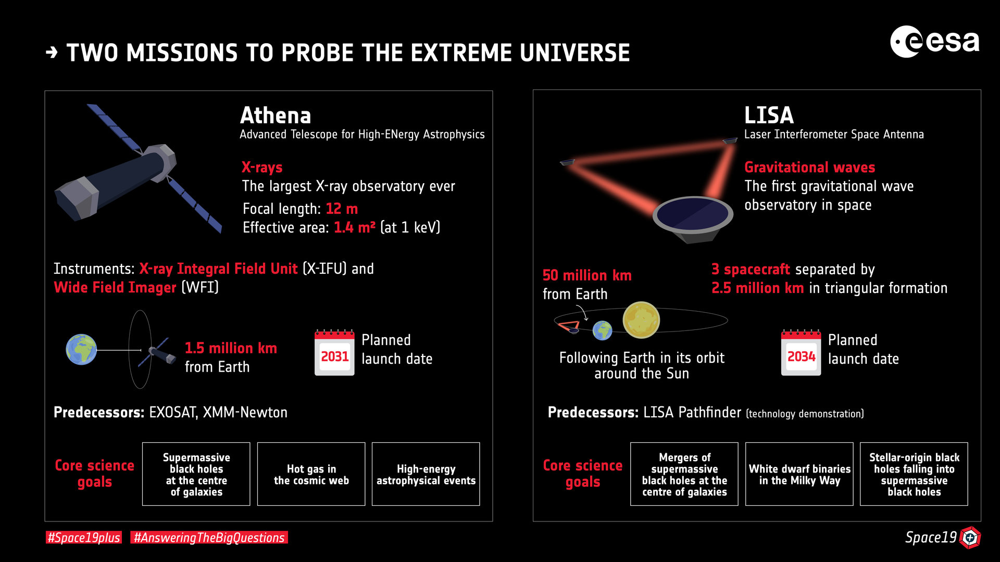 → TWO MISSIONS TO PROBE THE EXTREME UNIVERSE
esa
Athena
Advanced Telescope for High-ENergy Astrophysics
X-rays
The largest X-ray observatory ever
Focal length: 12 m
Effective area: 1.4 m² (at 1 keV)
Instruments: X-ray Integral Field Unit (X-IFU) and
Wide Field Imager (WFI)
1.5 million km
from Earth
2031
Planned
launch date
Predecessors: EXOSAT, XMM-Newton
Core science
goals
Supermassive
black holes
at the centre
of galaxies
Hot gas in
the cosmic web
High-energy
astrophysical events
LISA
Laser Interferometer Space Antenna
Gravitational waves
The first gravitational wave
observatory in space
50 million km
from Earth
3 spacecraft separated by
2.5 million km in triangular formation
Following Earth in its orbit
around the Sun
2034
Planned
launch date
Predecessors: LISA Pathfinder (technology demonstration)
Core science
goals
Mergers of
supermassive
black holes at the
centre of galaxies
White dwarf binaries
in the Milky Way
Stellar-origin black
holes falling into
supermassive
black holes
#Space19plus #AnsweringTheBigQuestions
Space19+